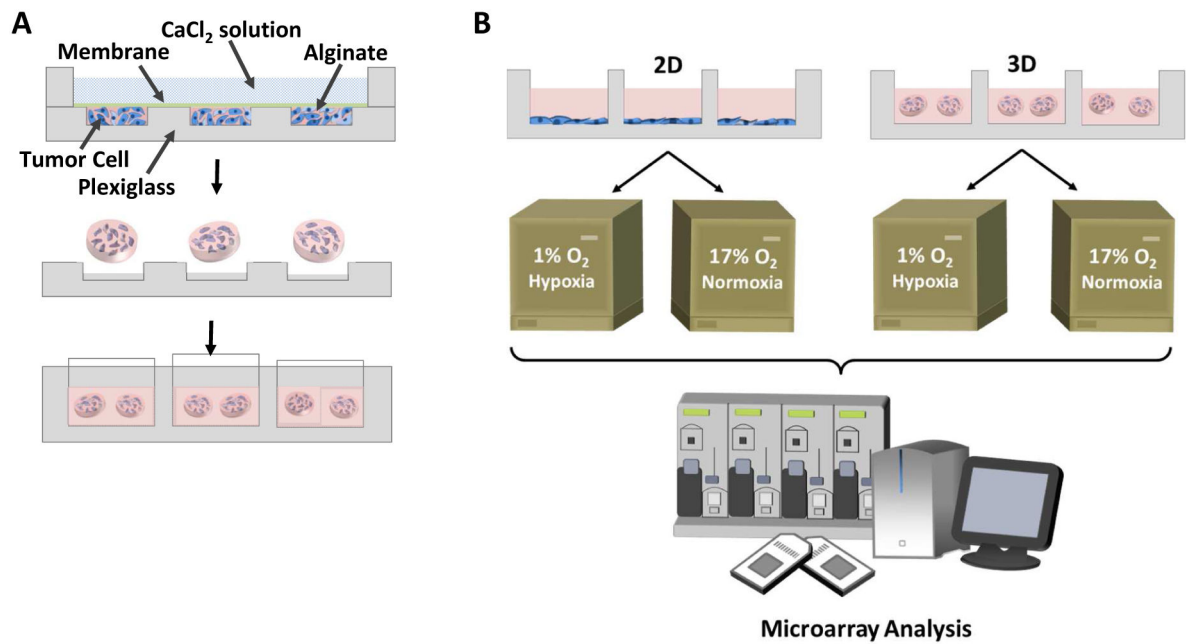 A
CaCl₂ solution
Membrane
Alginate
Tumor Cell
Plexiglass
B
2D
3D
1% O₂
Hypoxia
17% O₂
Normoxia
1% O₂
Hypoxia
17% O₂
Normoxia
Microarray Analysis